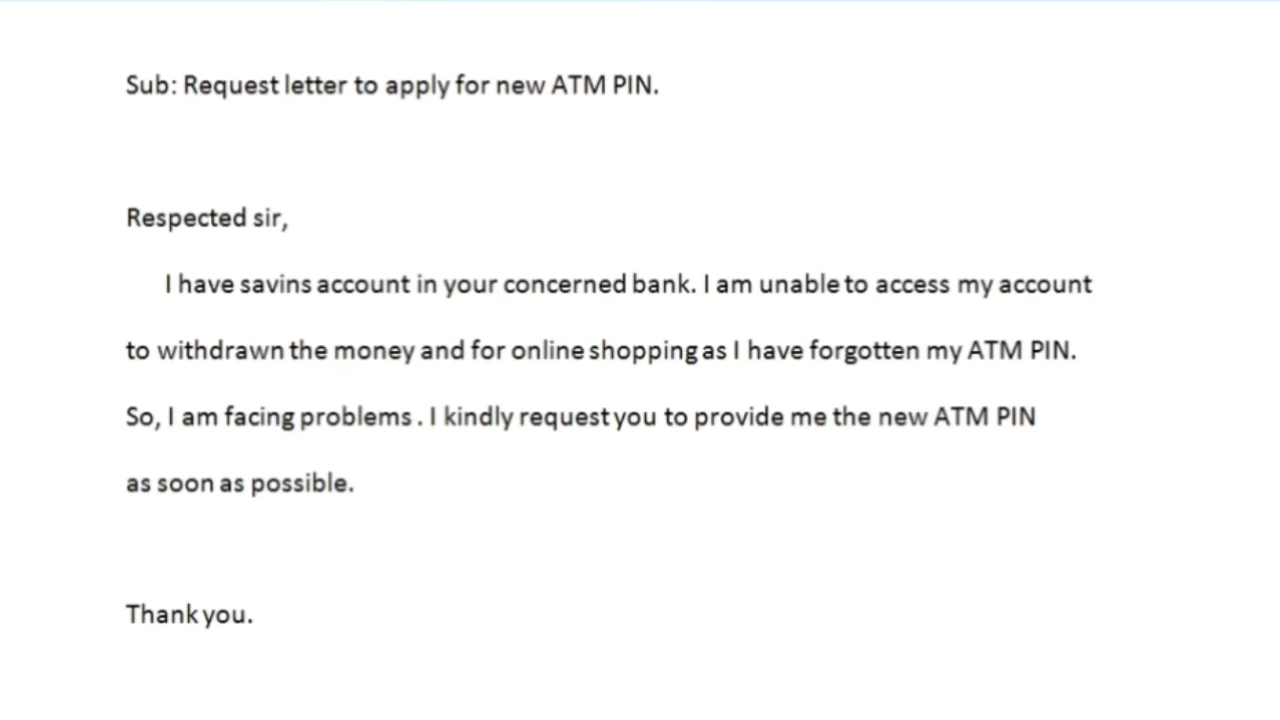 Sub: Request letter to apply for new ATM PIN.
Respected sir,
I have savins account in your concerned bank. I am unable to access my account
to withdrawn the money and for online shopping as I have forgotten my ATM PIN.
So, I am facing problems . I kindly request you to provide me the new ATM PIN
as soon as possible.
Thank you.